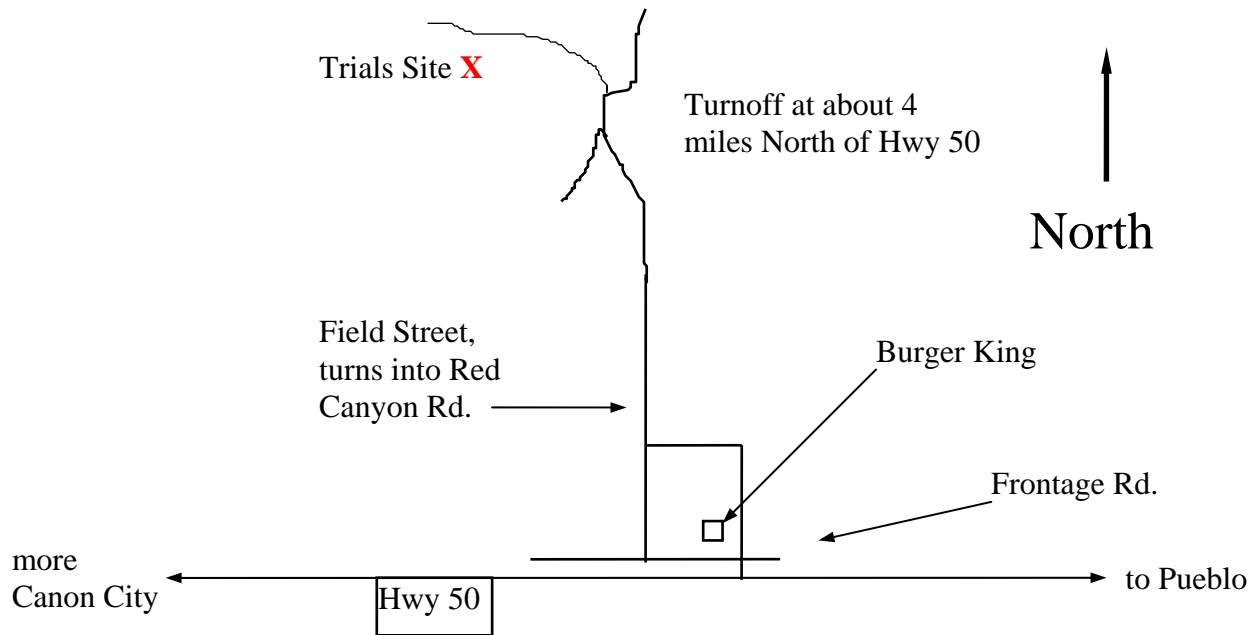 Trials Site X
Turnoff at about 4
miles North of Hwy 50
North
Field Street,
turns into Red
Canyon Rd.
Burger King
Frontage Rd.
more
Canon City
Hwy 50
to Pueblo